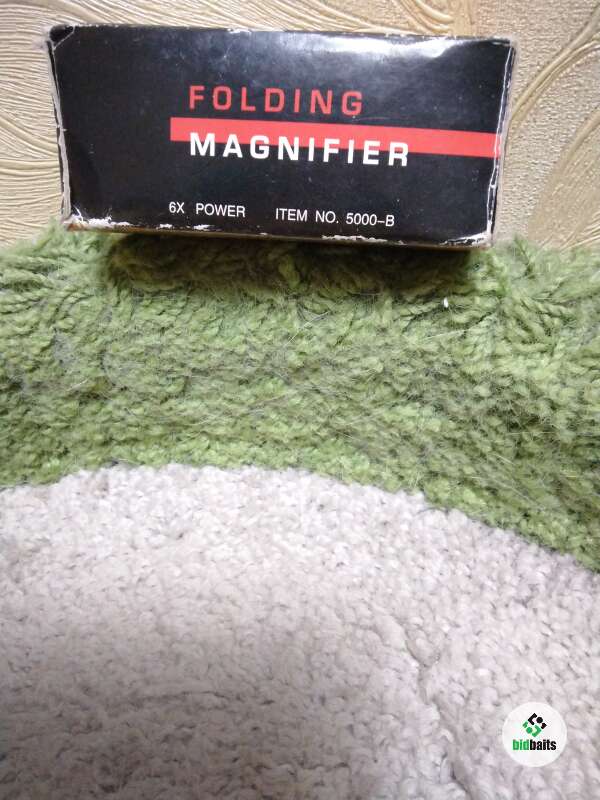 FOLDING
MAGNIFIER
6X POWER ITEM NO. 5000-B
bidbaits